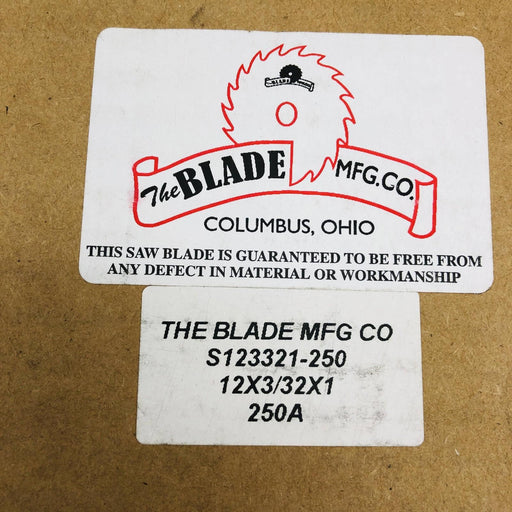 The BLADE MFG.CO.
COLUMBUS, OHIO
THIS SAW BLADE IS GUARANTEED TO BE FREE FROM
ANY DEFECT IN MATERIAL OR WORKMANSHIP
THE BLADE MFG CO
S123321-250
12X3/32X1
250A